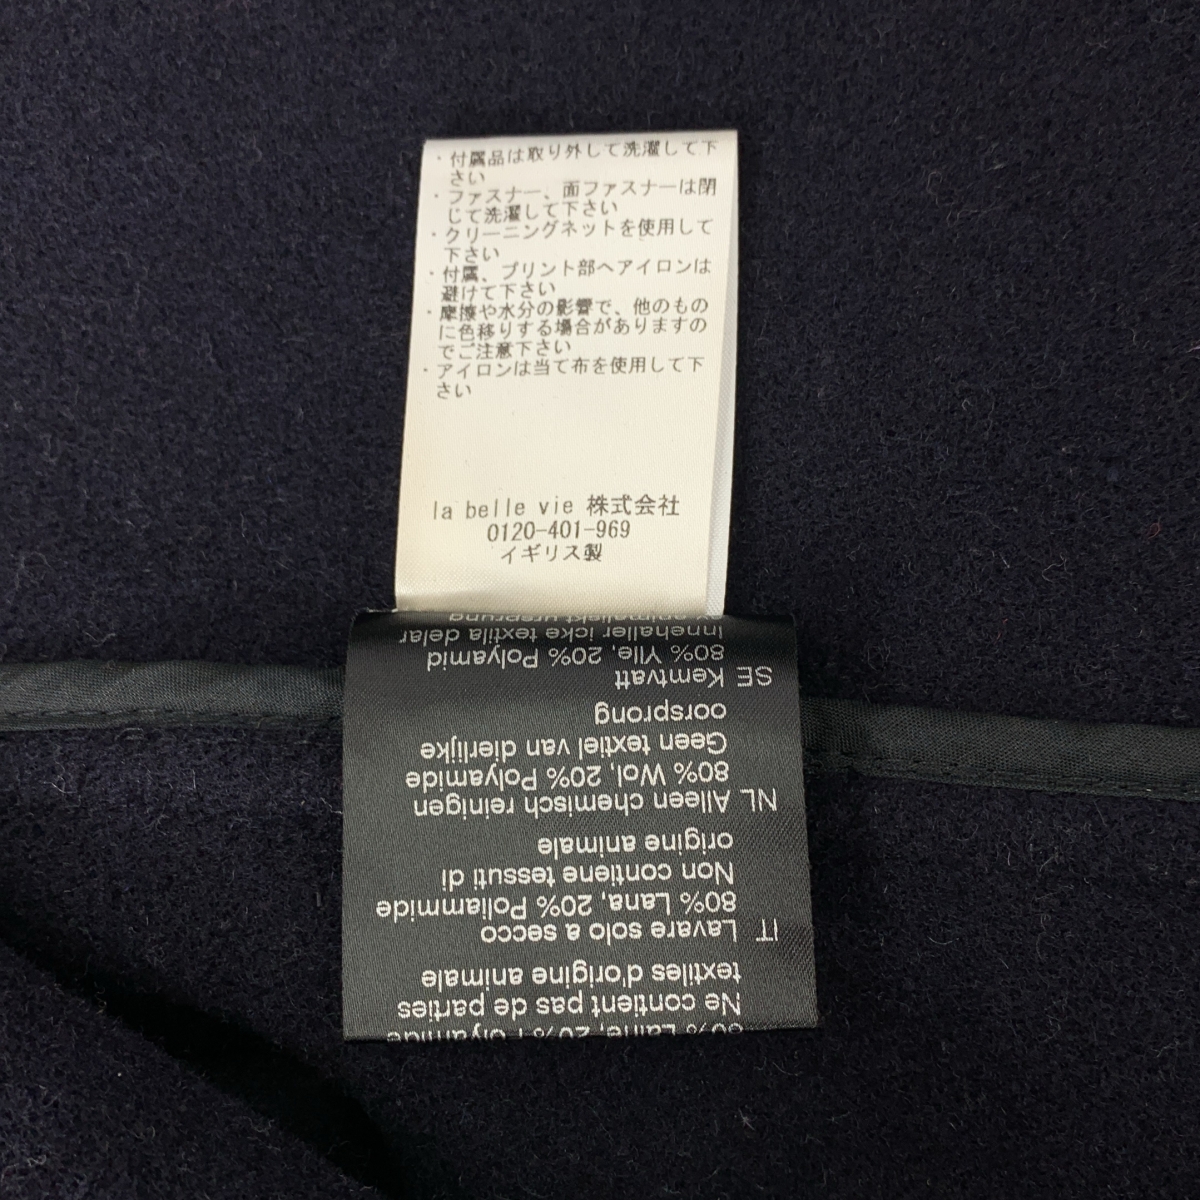 ・付属品は取り外して洗濯して下
さい
・ファスナー、面ファスナーは閉
じて洗濯して下さい
・クリーニングネットを使用して
下さい
・付属、プリント部へアイロンは
避けて下さい
・摩擦や水分の影響で、他のもの
に色移りする場合がありますの
でご注意下さい
・アイロンは当て布を使用して下
さい
la belle vie 株式会社
0120-401-969
イギリス製
80% Laine, 20% Polyamide
Ne contient pas de parties
textiles d'origine animale
IT Lavare solo a secco
80% Lana, 20% Poliammide
Non contiene tessuti di
origine animale
NL Alleen chemisch reinigen
80% Wol, 20% Polyamide
Geen textiel van dierlijke
oorsprong
SE Kemtvatt
80% Ylle, 20% Polyamid
Innehaller icke textila delar
animaliskt ursprung